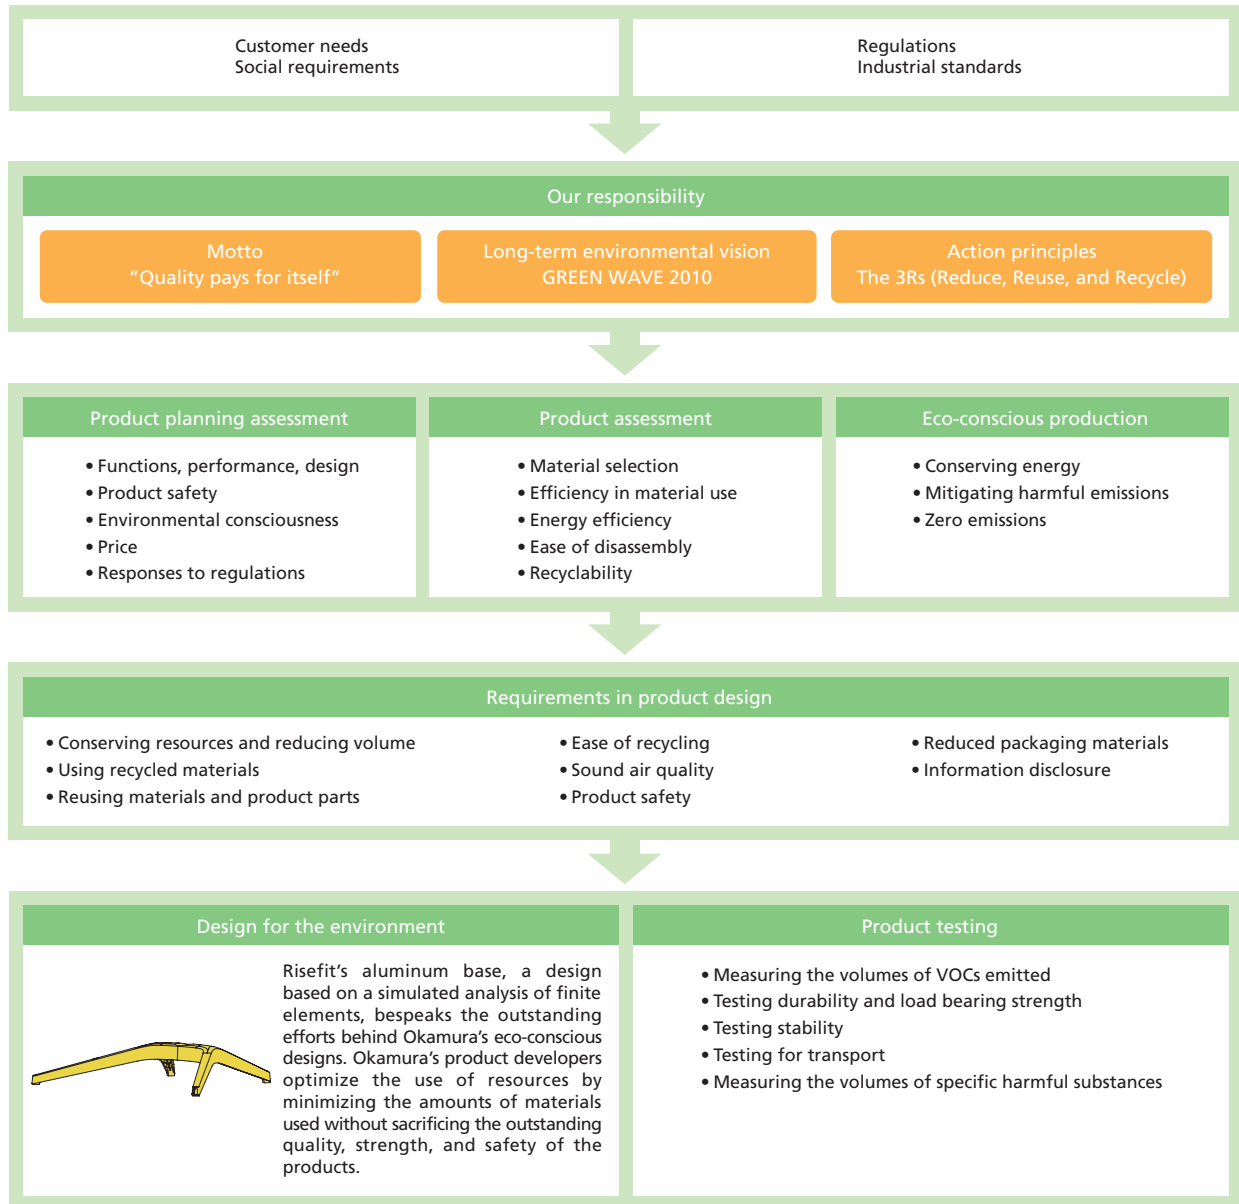 Customer needs
Social requirements
Regulations
Industrial standards
Our responsibility
Motto
“Quality pays for itself”
Long-term environmental vision
GREEN WAVE 2010
Action principles
The 3Rs (Reduce, Reuse, and Recycle)
Product planning assessment
• Functions, performance, design
• Product safety
• Environmental consciousness
• Price
• Responses to regulations
Product assessment
• Material selection
• Efficiency in material use
• Energy efficiency
• Ease of disassembly
• Recyclability
Eco-conscious production
• Conserving energy
• Mitigating harmful emissions
• Zero emissions
Requirements in product design
• Conserving resources and reducing volume
• Using recycled materials
• Reusing materials and product parts
• Ease of recycling
• Sound air quality
• Product safety
• Reduced packaging materials
• Information disclosure
Design for the environment
Risefit’s aluminum base, a design
based on a simulated analysis of finite
elements, bespeaks the outstanding
efforts behind Okamura’s eco-conscious
designs. Okamura’s product developers
optimize the use of resources by
minimizing the amounts of materials
used without sacrificing the outstanding
quality, strength, and safety of the
products.
Product testing
• Measuring the volumes of VOCs emitted
• Testing durability and load bearing strength
• Testing stability
• Testing for transport
• Measuring the volumes of specific harmful substances